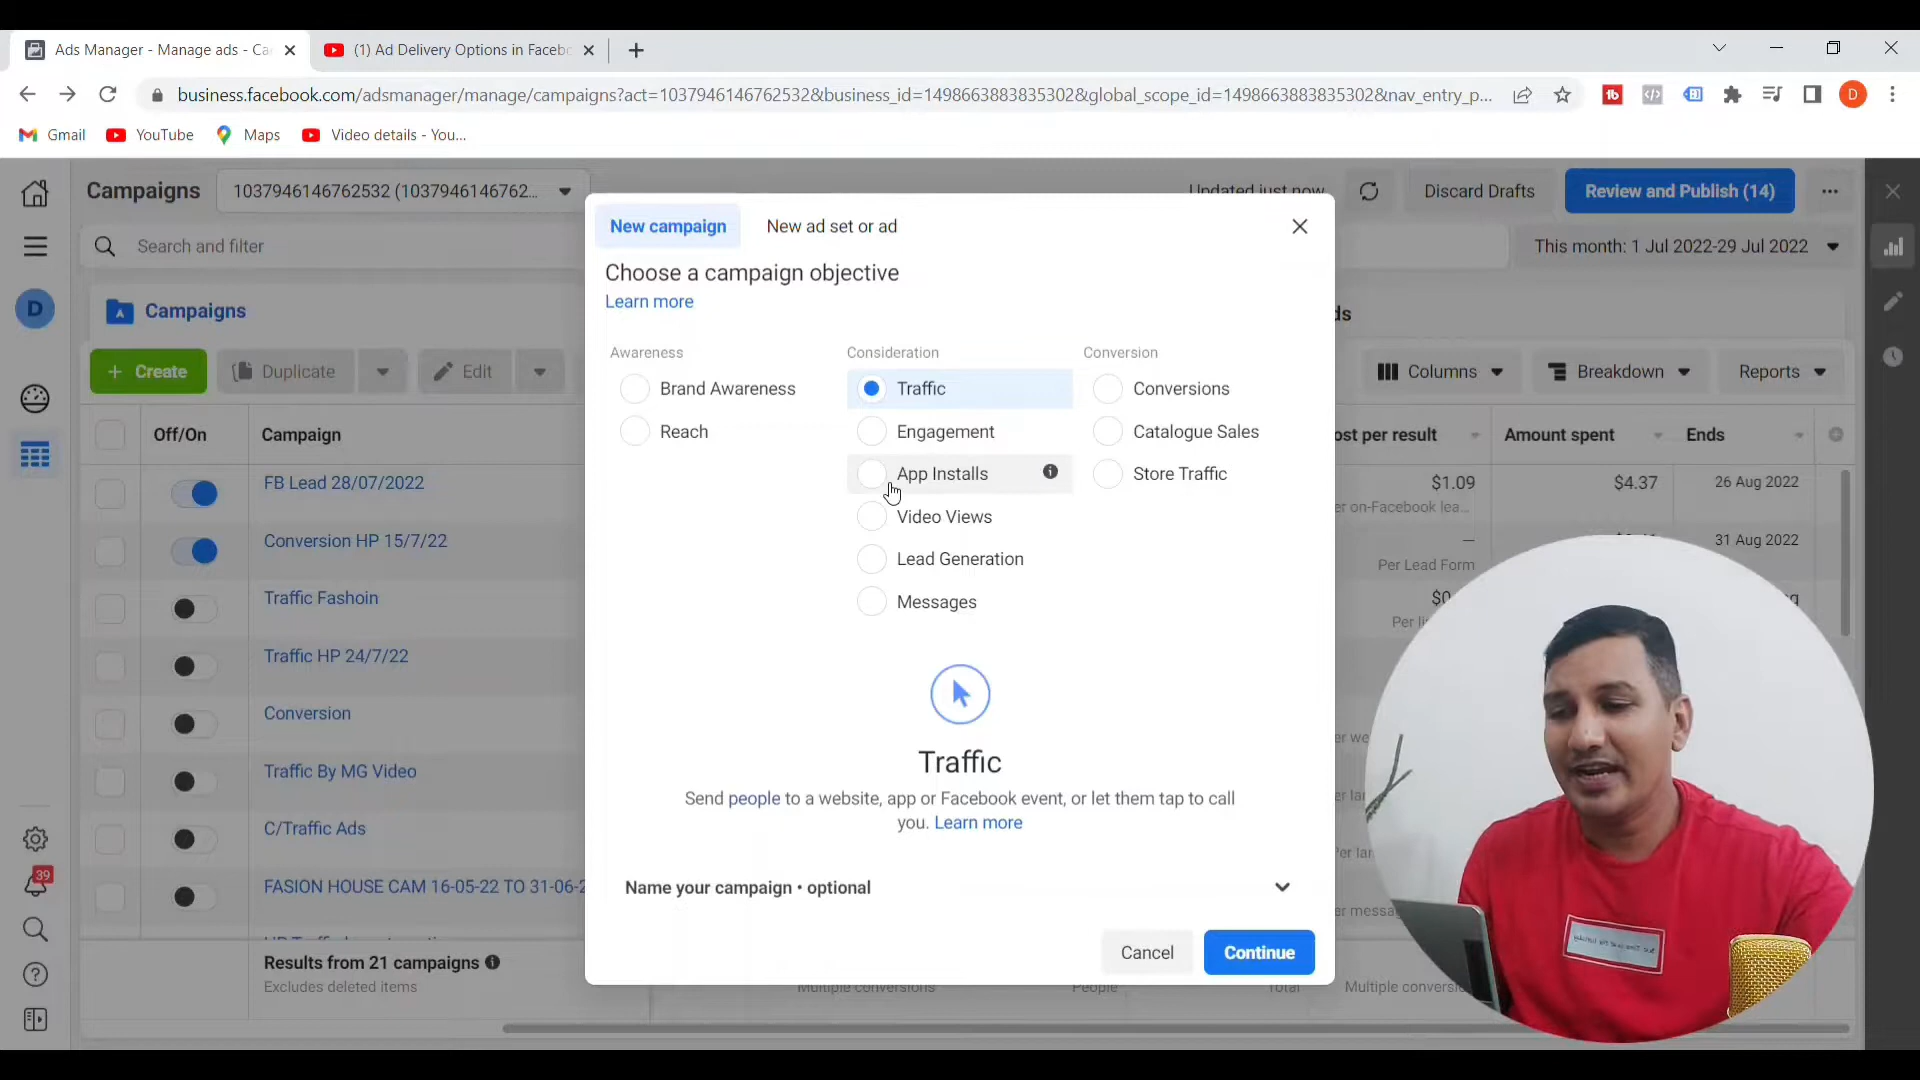 Ads Manager - Manage ads - Ca
(1) Ad Delivery Options in Facebo
business.facebook.com/adsmanager/manage/campaigns?act=1037946146762532&business_id=1498663883835302&global_scope_id=1498663883835302&nav_entry_p...
D
Gmail
YouTube
Maps
Video details - You...
Campaigns
1037946146762532 (10379461467 62...
Updated just now
Discard Drafts
Review and Publish (14)
New campaign
New ad set or ad
Search and filter
This month: 1 Jul 2022-29 Jul 2022
Choose a campaign objective
Learn more
D
Campaigns
ds
Awareness
Consideration
Conversion
Create
Duplicate
Edit
Columns
Breakdown
Reports
Brand Awareness
Traffic
Conversions
Reach
Engagement
Catalogue Sales
App Installs
Store Traffic
Video Views
Lead Generation
Messages
Off/On
Campaign
ost per result
Amount spent
Ends
FB Lead 28/07/2022
$1.09
$4.37
26 Aug 2022
er on-Facebook lea...
Conversion HP 15/7/22
—
31 Aug 2022
Per Lead Form
Traffic Fashoin
Traffic HP 24/7/22
Conversion
Traffic By MG Video
C/Traffic Ads
FASION HOUSE CAM 16-05-22 TO 31-06-2
Traffic
Send people to a website, app or Facebook event, or let them tap to call
you. Learn more
Name your campaign • optional
39
Results from 21 campaigns
Excludes deleted items
Cancel
Continue
Multiple conversions
People
Total
Multiple conversi